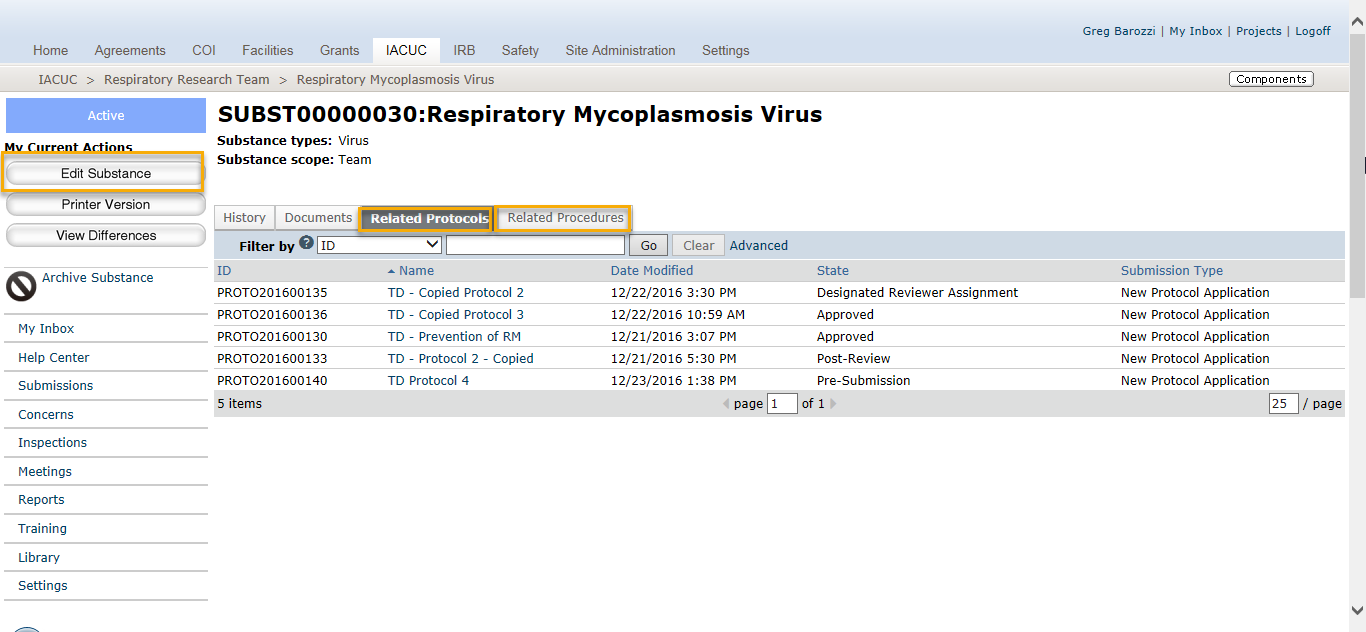 Greg Barozzi | My Inbox | Projects | Logoff
Home Agreements COI Facilities Grants IACUC IRB Safety Site Administration Settings
IACUC > Respiratory Research Team > Respiratory Mycoplasmosis Virus Components
Active
My Current Actions
Edit Substance
Printer Version
View Differences
Archive Substance
My Inbox
Help Center
Submissions
Concerns
Inspections
Meetings
Reports
Training
Library
Settings
SUBST00000030:Respiratory Mycoplasmosis Virus
Substance types: Virus
Substance scope: Team
History Documents Related Protocols Related Procedures
Filter by ? ID Go Clear Advanced
ID Name Date Modified State Submission Type
PROTO201600135 TD - Copied Protocol 2 12/22/2016 3:30 PM Designated Reviewer Assignment New Protocol Application
PROTO201600136 TD - Copied Protocol 3 12/22/2016 10:59 AM Approved New Protocol Application
PROTO201600130 TD - Prevention of RM 12/21/2016 3:07 PM Approved New Protocol Application
PROTO201600133 TD - Protocol 2 - Copied 12/21/2016 5:30 PM Post-Review New Protocol Application
PROTO201600140 TD Protocol 4 12/23/2016 1:38 PM Pre-Submission New Protocol Application
5 items page 1 of 1 25 / page